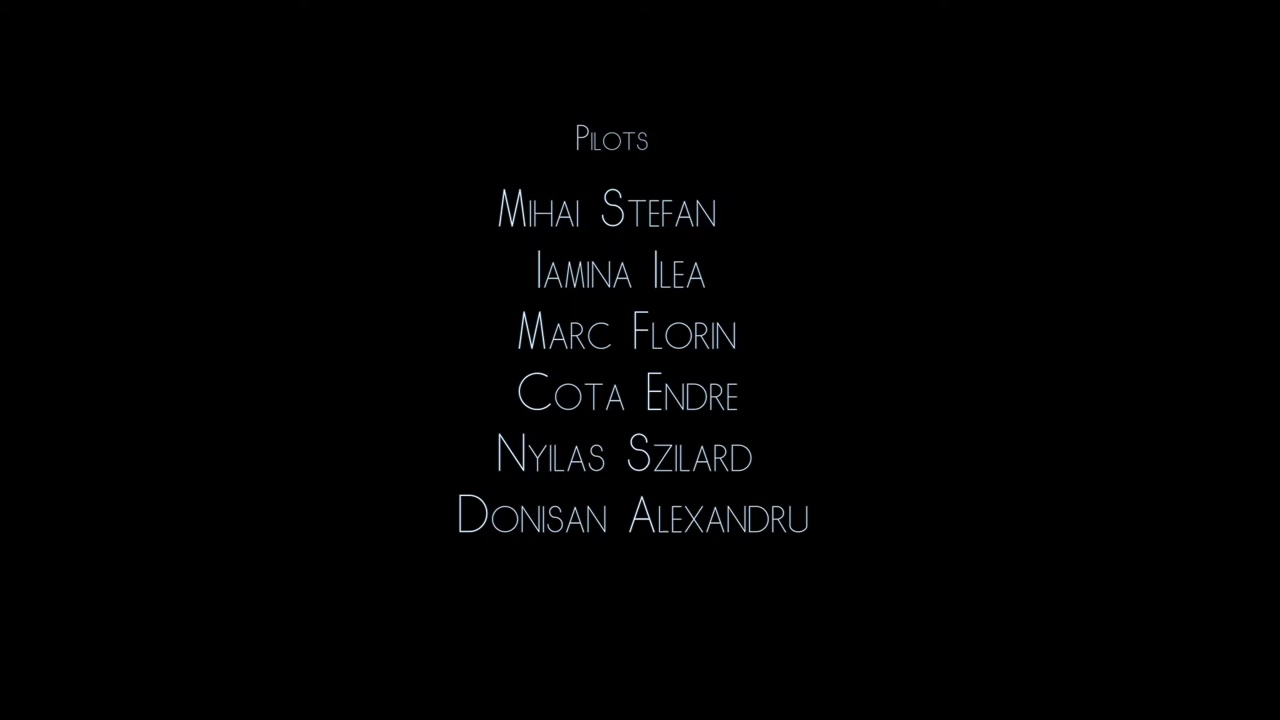 Pilots
Mihai Stefan
Iamina Ilea
Marc Florin
Cota Endre
Nyilas Szilard
Donisan Alexandru